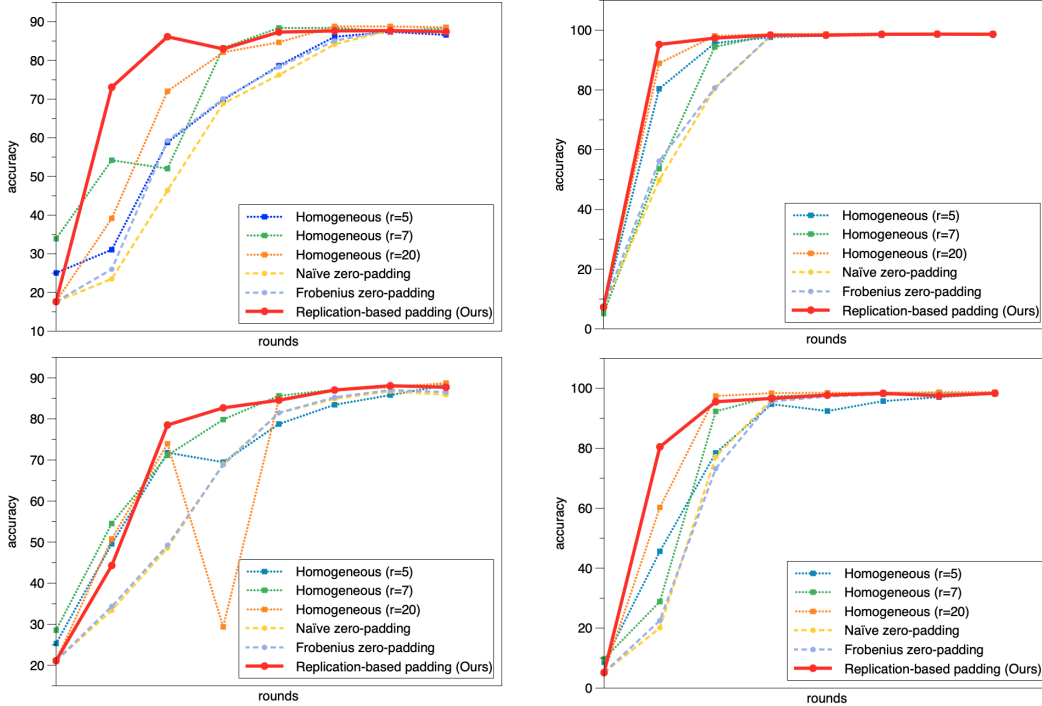 90
80
70
60
50
40
30
20
10
accuracy
rounds
Homogeneous (r=5)
Homogeneous (r=7)
Homogeneous (r=20)
Naïve zero-padding
Frobenius zero-padding
Replication-based padding (Ours)
100
80
60
40
20
0
accuracy
rounds
Homogeneous (r=5)
Homogeneous (r=7)
Homogeneous (r=20)
Naïve zero-padding
Frobenius zero-padding
Replication-based padding (Ours)
90
80
70
60
50
40
30
20
accuracy
rounds
Homogeneous (r=5)
Homogeneous (r=7)
Homogeneous (r=20)
Naïve zero-padding
Frobenius zero-padding
Replication-based padding (Ours)
100
80
60
40
20
0
accuracy
rounds
Homogeneous (r=5)
Homogeneous (r=7)
Homogeneous (r=20)
Naïve zero-padding
Frobenius zero-padding
Replication-based padding (Ours)